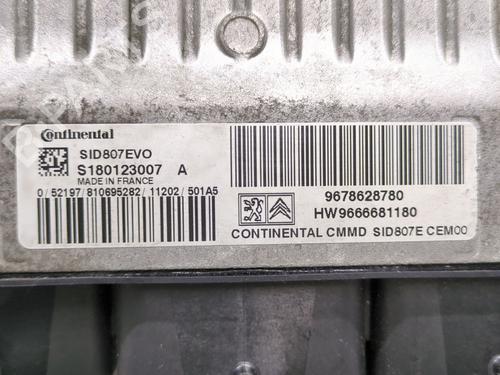 Continental
SID807EVO
S180123007 A
MADE IN FRANCE
0/52197/810695282/11202/501A5
9678628780
HW9666681180
CONTINENTAL CMMD SID807E CEM00